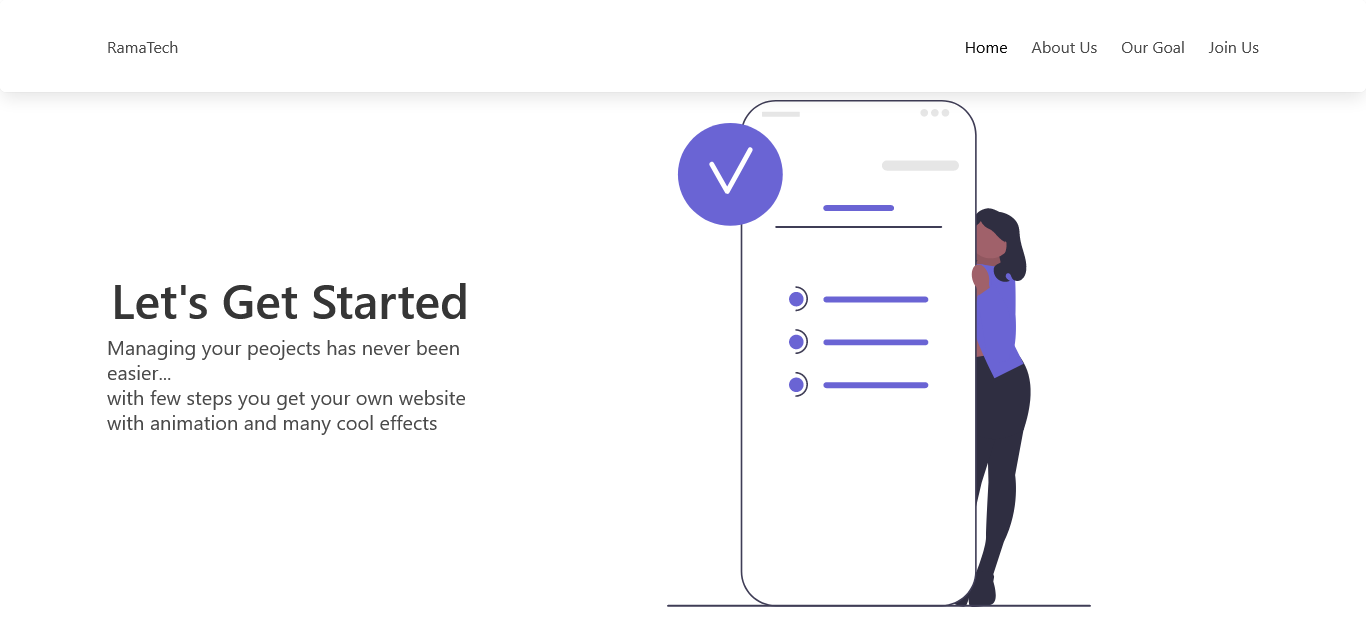 RamaTech
Home About Us Our Goal Join Us
Let's Get Started
Managing your peojects has never been
easier...
with few steps you get your own website
with animation and many cool effects